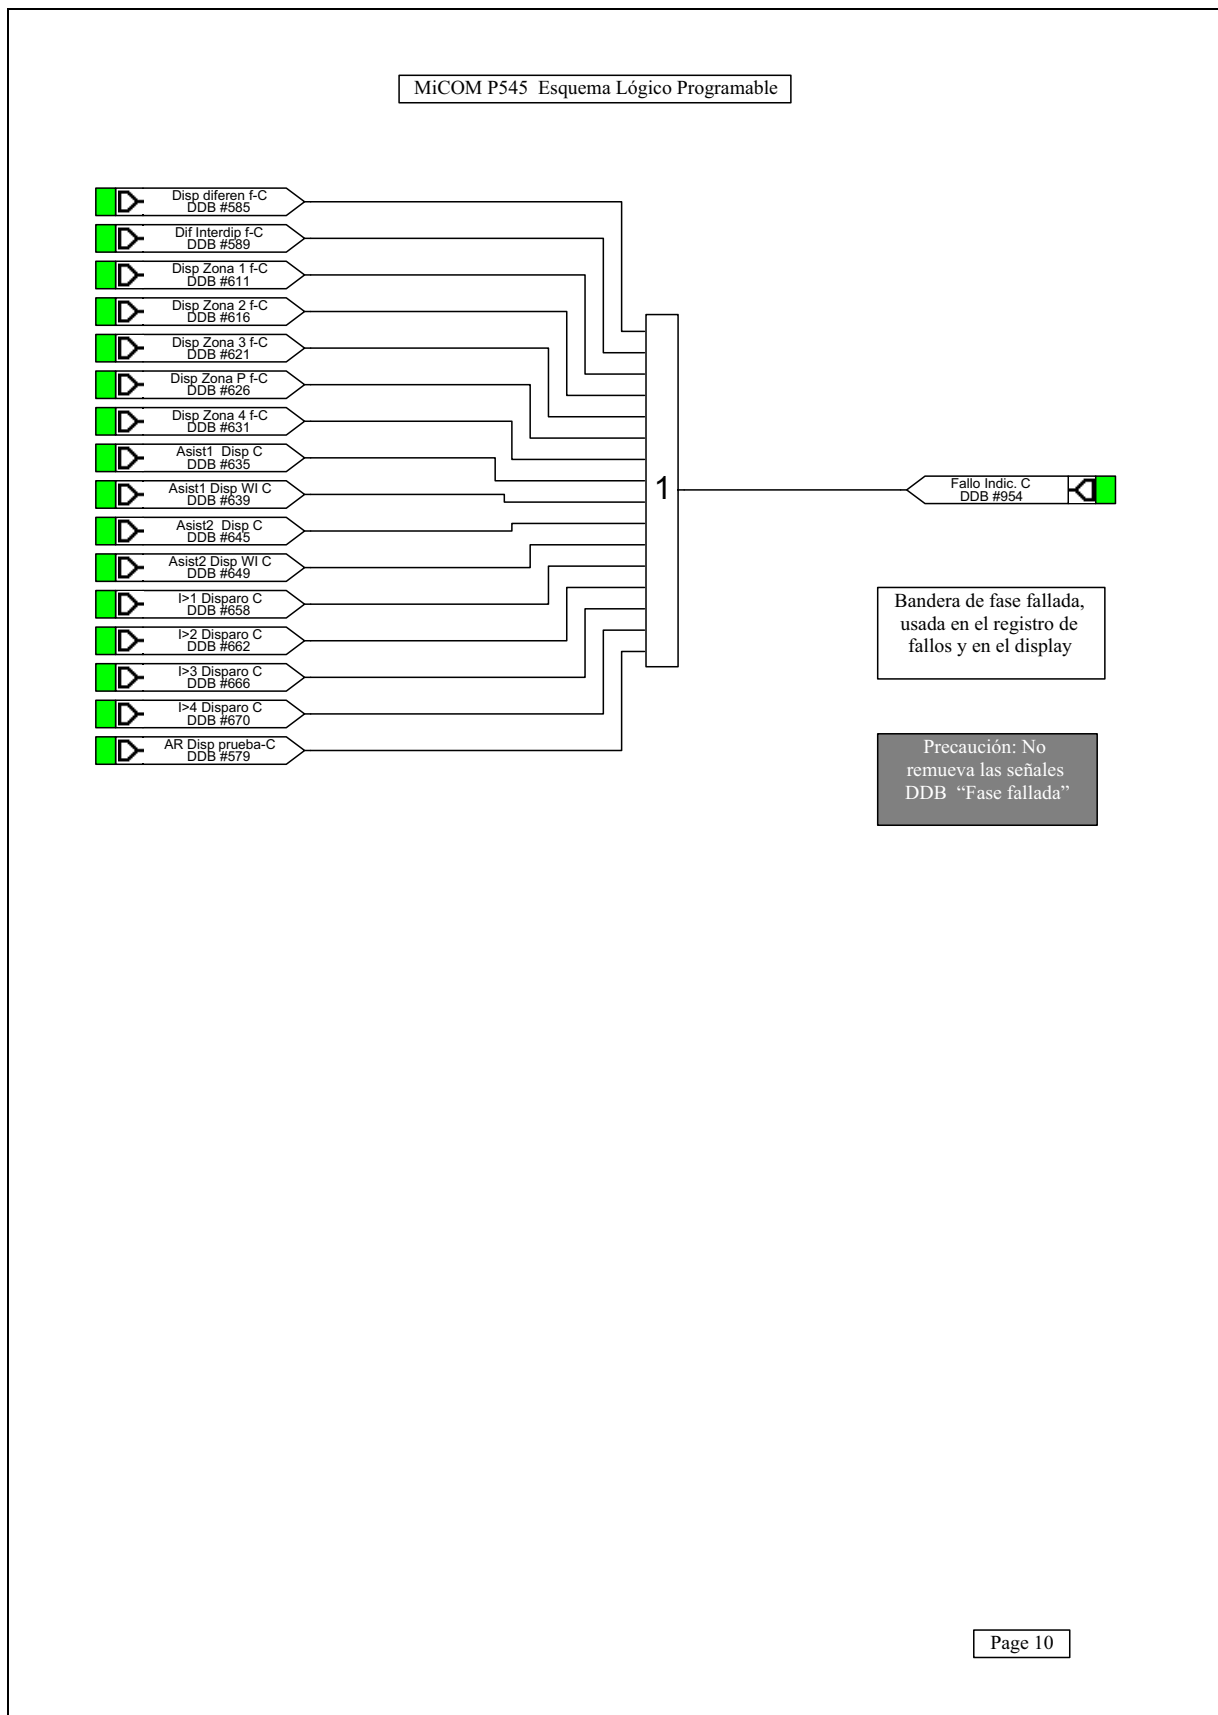 MiCOM P545  Esquema Lógico Programable
Disp diferen f-C
DDB #585
Dif Interdip f-C
DDB #589
Disp Zona 1 f-C
DDB #611
Disp Zona 2 f-C
DDB #616
Disp Zona 3 f-C
DDB #621
Disp Zona P f-C
DDB #626
Disp Zona 4 f-C
DDB #631
Asist1  Disp C
DDB #635
Asist1 Disp WI C
DDB #639
Asist2  Disp C
DDB #645
Asist2 Disp WI C
DDB #649
I>1 Disparo C
DDB #658
I>2 Disparo C
DDB #662
I>3 Disparo C
DDB #666
I>4 Disparo C
DDB #670
AR Disp prueba-C
DDB #579
1
Fallo Indic. C
DDB #954
Bandera de fase fallada,
usada en el registro de
fallos y en el display
Precaución: No
remueva las señales
DDB  “Fase fallada”
Page 10